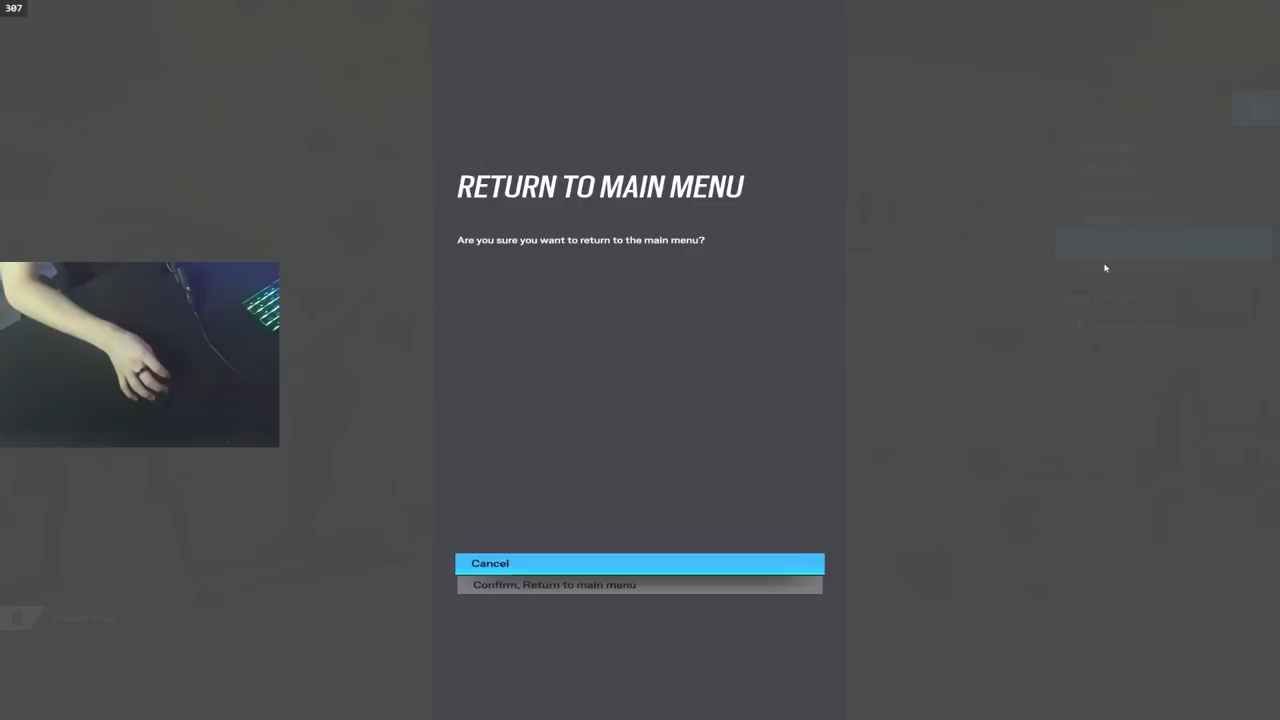 307
RETURN TO MAIN MENU
Are you sure you want to return to the main menu?
Cancel
Confirm, Return to main menu